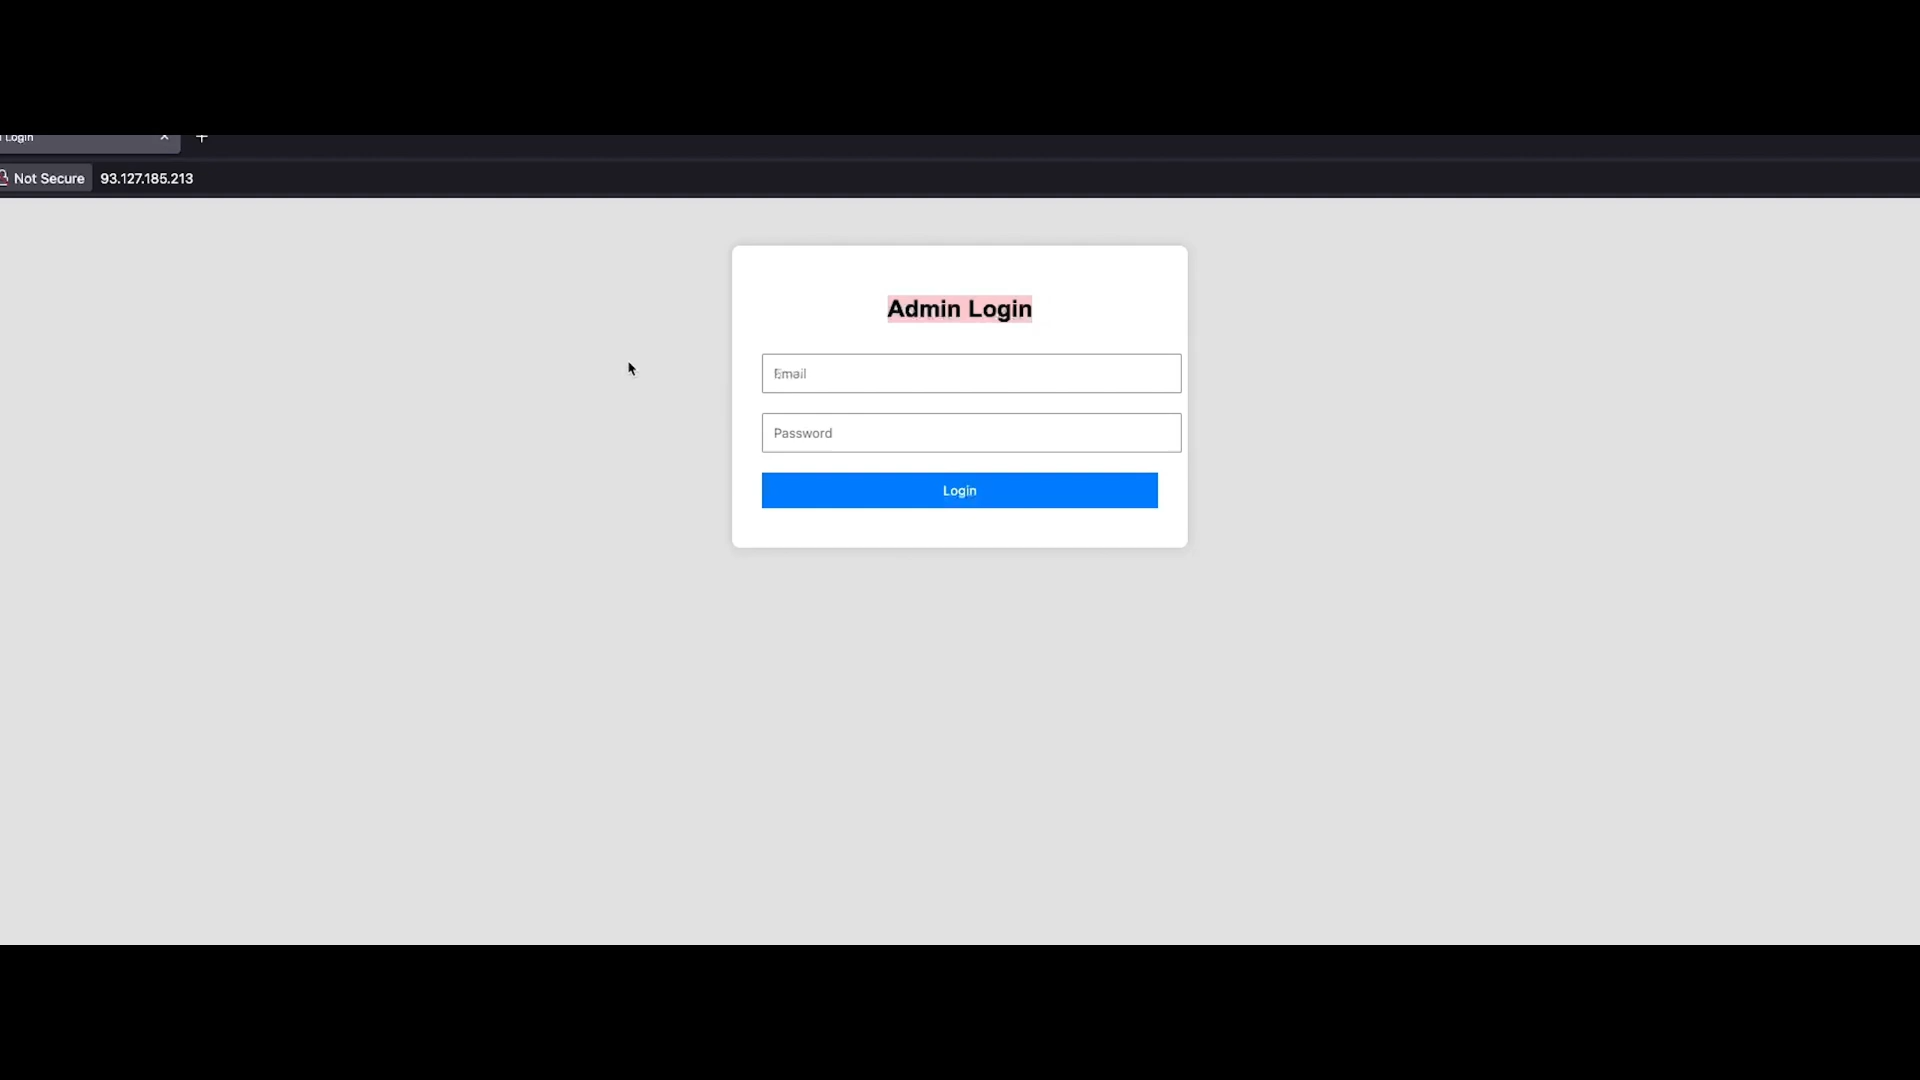 Login
Not Secure 93.127.185.213
Admin Login
Email
Password
Login